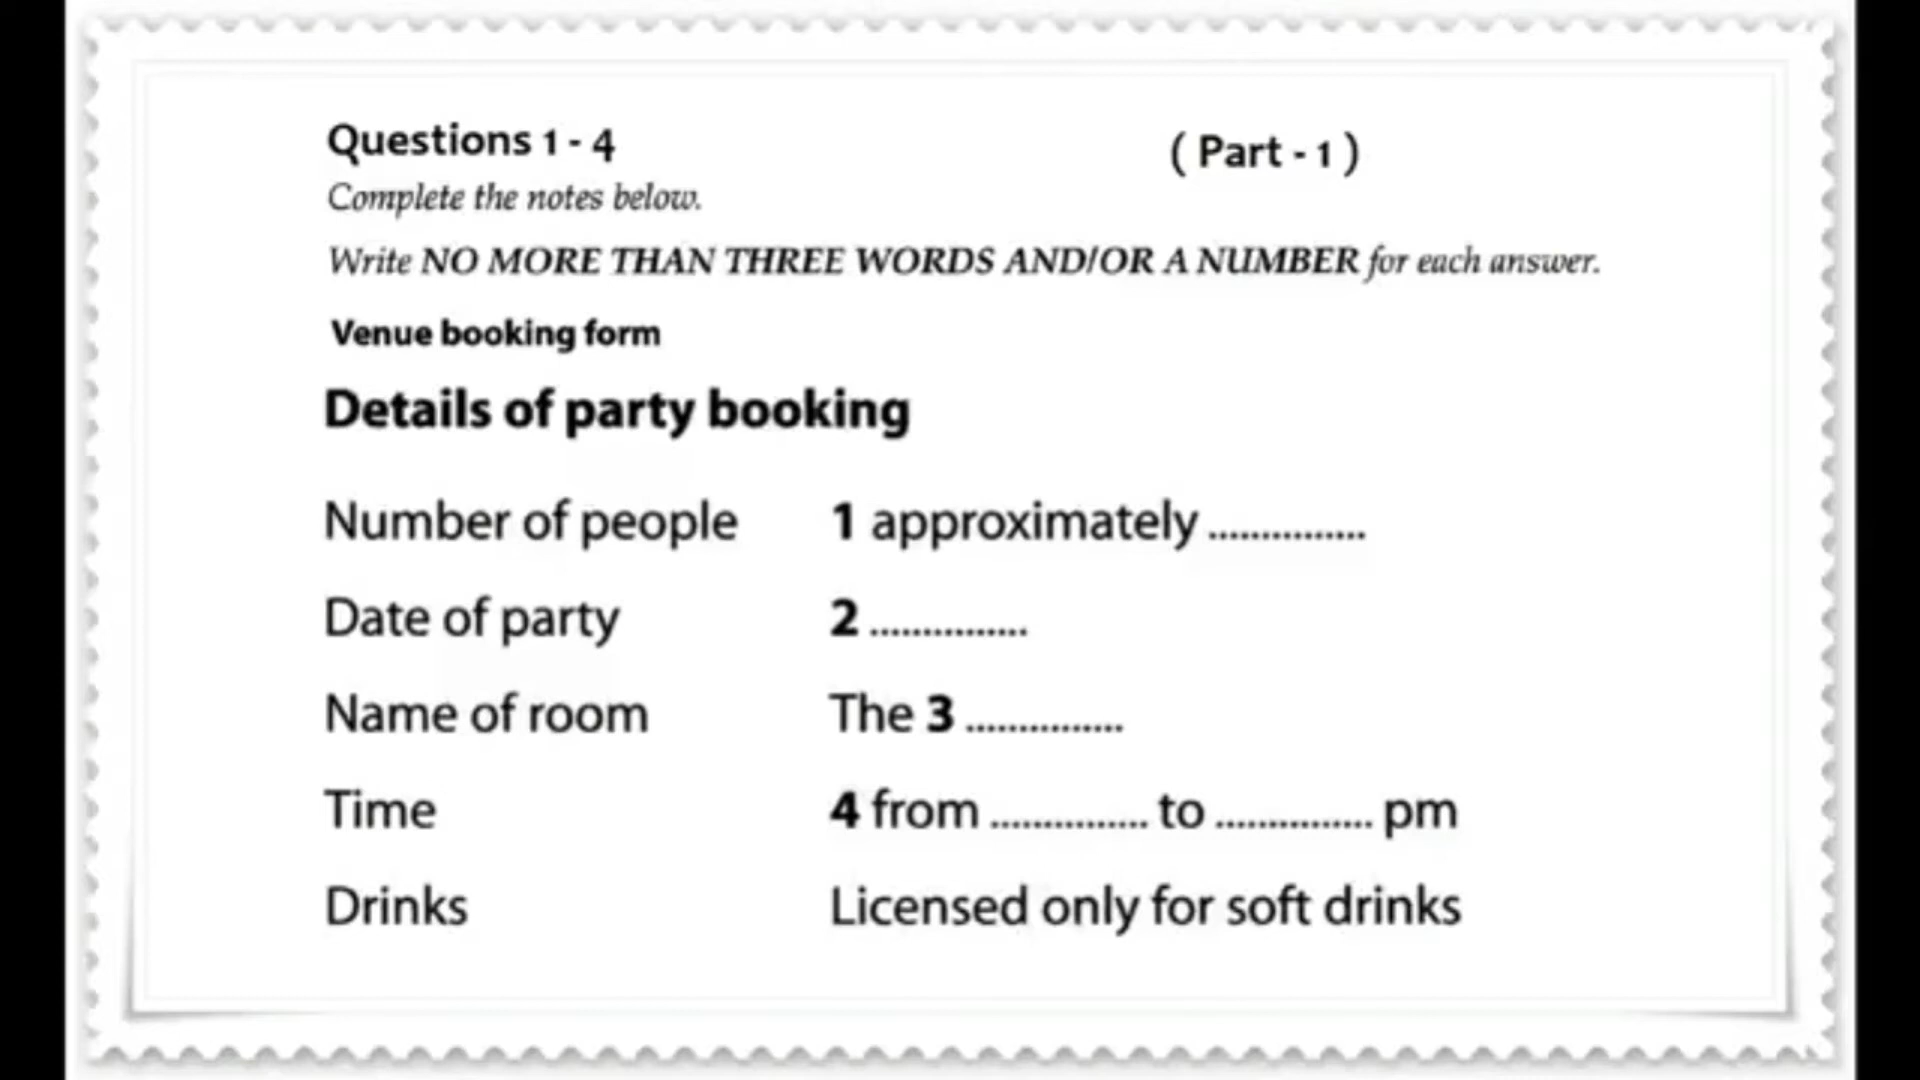 Questions 1 - 4
( Part - 1 )
Complete the notes below.
Write NO MORE THAN THREE WORDS AND/OR A NUMBER for each answer.
Venue booking form
Details of party booking
Number of people 1 approximately ...............
Date of party 2 ...............
Name of room The 3 ...............
Time 4 from ............... to ............... pm
Drinks Licensed only for soft drinks